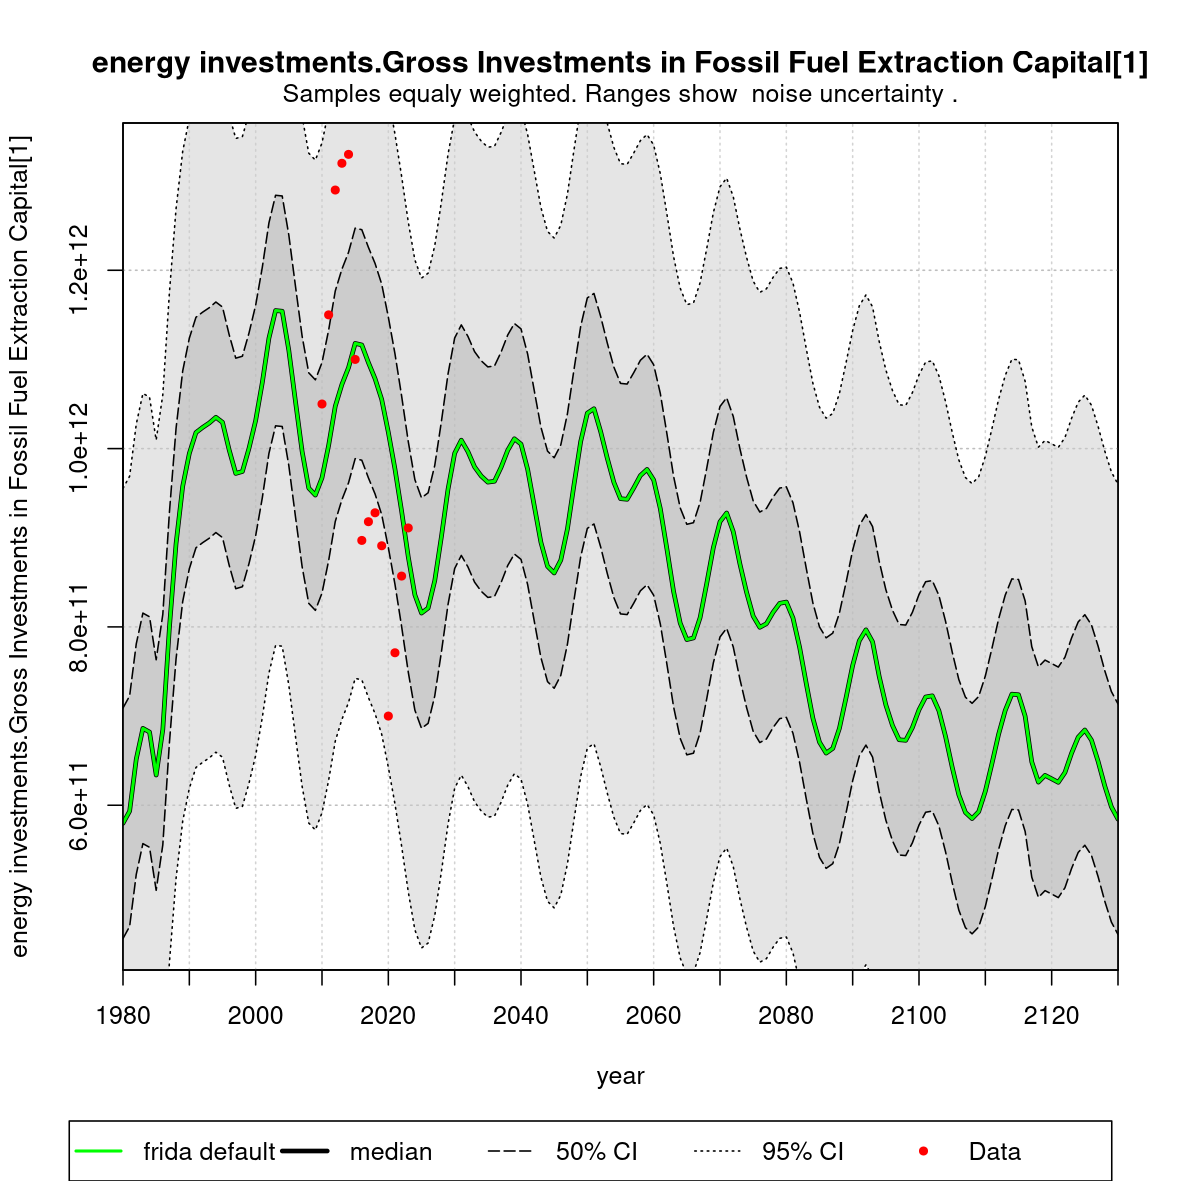 energy investments.Gross Investments in Fossil Fuel Extraction Capital[1]
Samples equaly weighted. Ranges show  noise uncertainty .
energy investments.Gross Investments in Fossil Fuel Extraction Capital[1]
1.2e+12
1.0e+12
8.0e+11
6.0e+11
1980 2000 2020 2040 2060 2080 2100 2120
year
frida default median 50% CI 95% CI Data